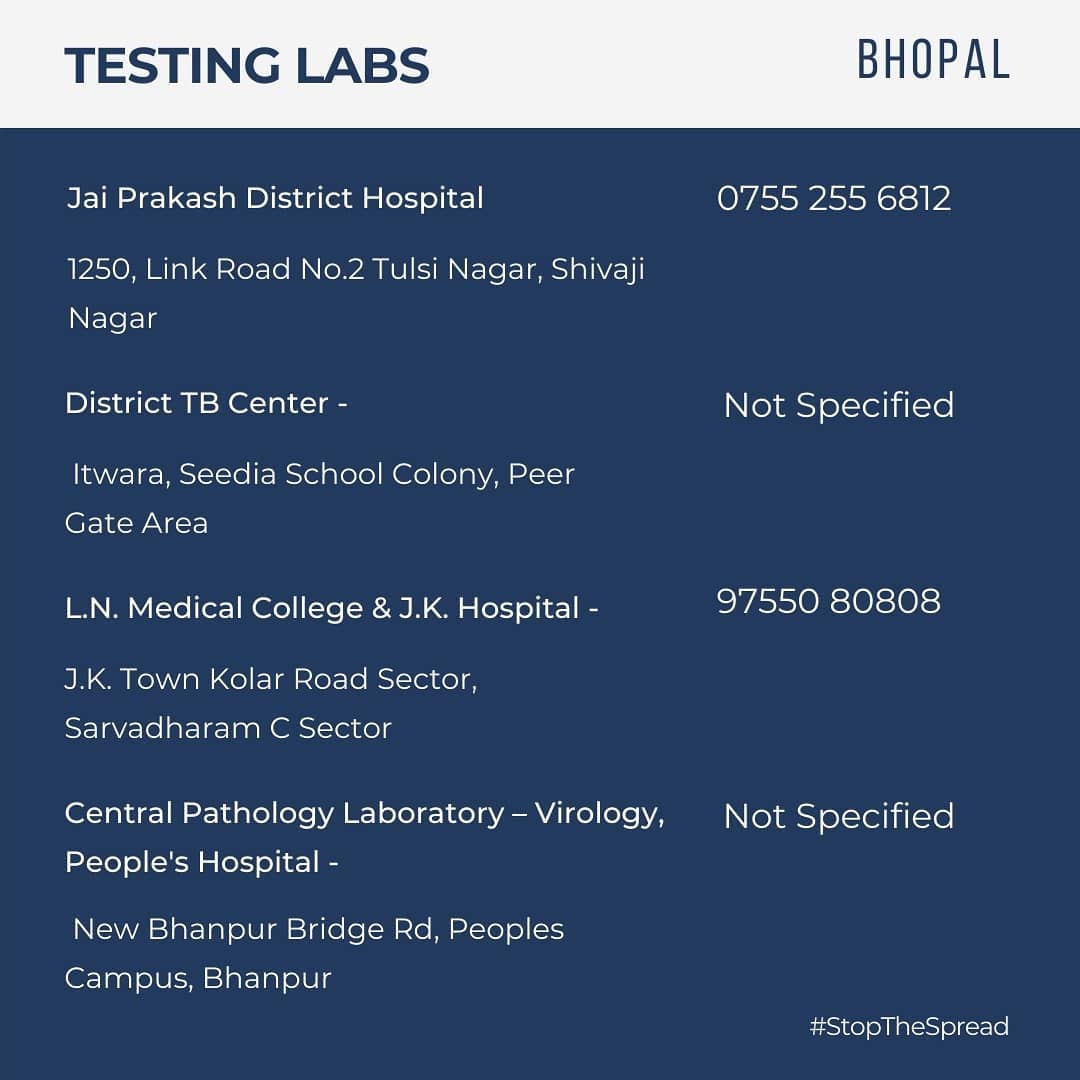 TESTING LABS
BHOPAL
Jai Prakash District Hospital
0755 255 6812
1250, Link Road No.2 Tulsi Nagar, Shivaji
Nagar
District TB Center -
Not Specified
Itwara, Seedia School Colony, Peer
Gate Area
L.N. Medical College & J.K. Hospital -
97550 80808
J.K. Town Kolar Road Sector,
Sarvadharam C Sector
Central Pathology Laboratory – Virology,
Not Specified
People's Hospital -
New Bhanpur Bridge Rd, Peoples
Campus, Bhanpur
#StopTheSpread